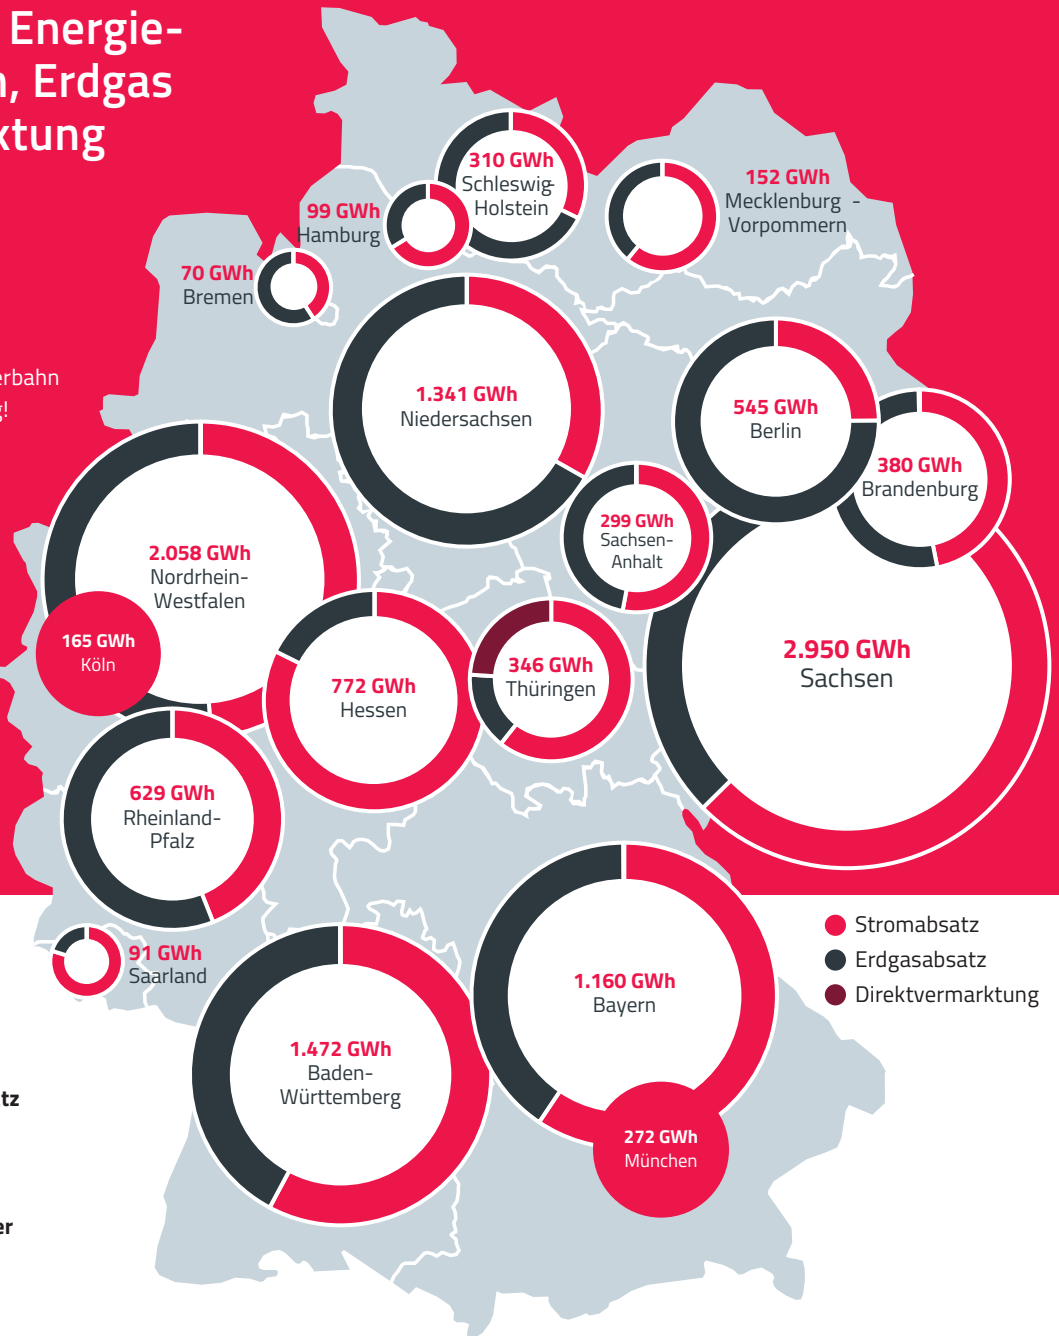 Energie-
, Erdgas
ktung
310 GWh
Schleswig-
Holstein
152 GWh
Mecklenburg -
Vorpommern
99 GWh
Hamburg
70 GWh
Bremen
erbahn
g!
1.341 GWh
Niedersachsen
545 GWh
Berlin
380 GWh
Brandenburg
299 GWh
Sachsen-
Anhalt
2.058 GWh
Nordrhein-
Westfalen
165 GWh
Köln
2.950 GWh
Sachsen
346 GWh
Thüringen
772 GWh
Hessen
629 GWh
Rheinland-
Pfalz
91 GWh
Saarland
Stromabsatz
Erdgasabsatz
Direktvermarktung
1.160 GWh
Bayern
1.472 GWh
Baden-
Württemberg
272 GWh
München
tz
er